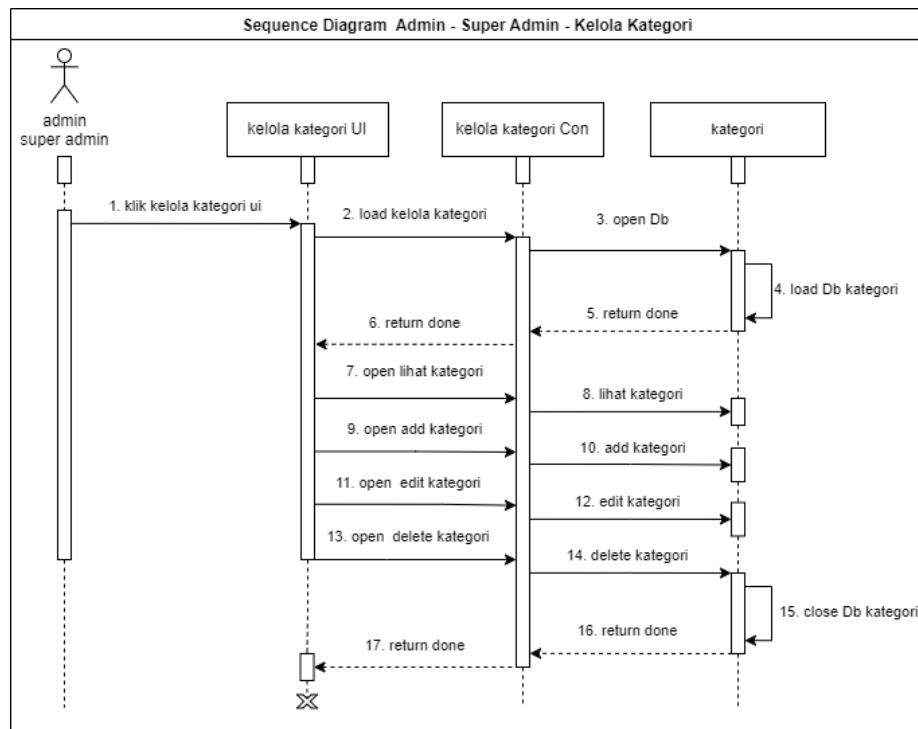 Sequence Diagram Admin - Super Admin - Kelola Kategori
admin
super admin
kelola kategori UI
kelola kategori Con
kategori
1. klik kelola kategori ui
2. load kelola kategori
3. open Db
4. load Db kategori
5. return done
6. return done
7. open lihat kategori
8. lihat kategori
9. open add kategori
10. add kategori
11. open edit kategori
12. edit kategori
13. open delete kategori
14. delete kategori
15. close Db kategori
16. return done
17. return done